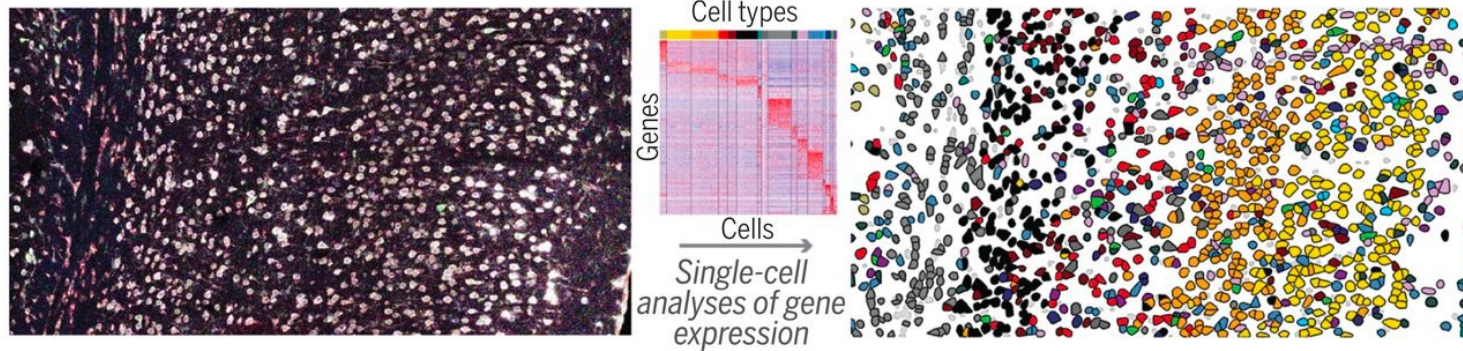 Cell types
Genes
Cells
Single-cell
analyses of gene
expression